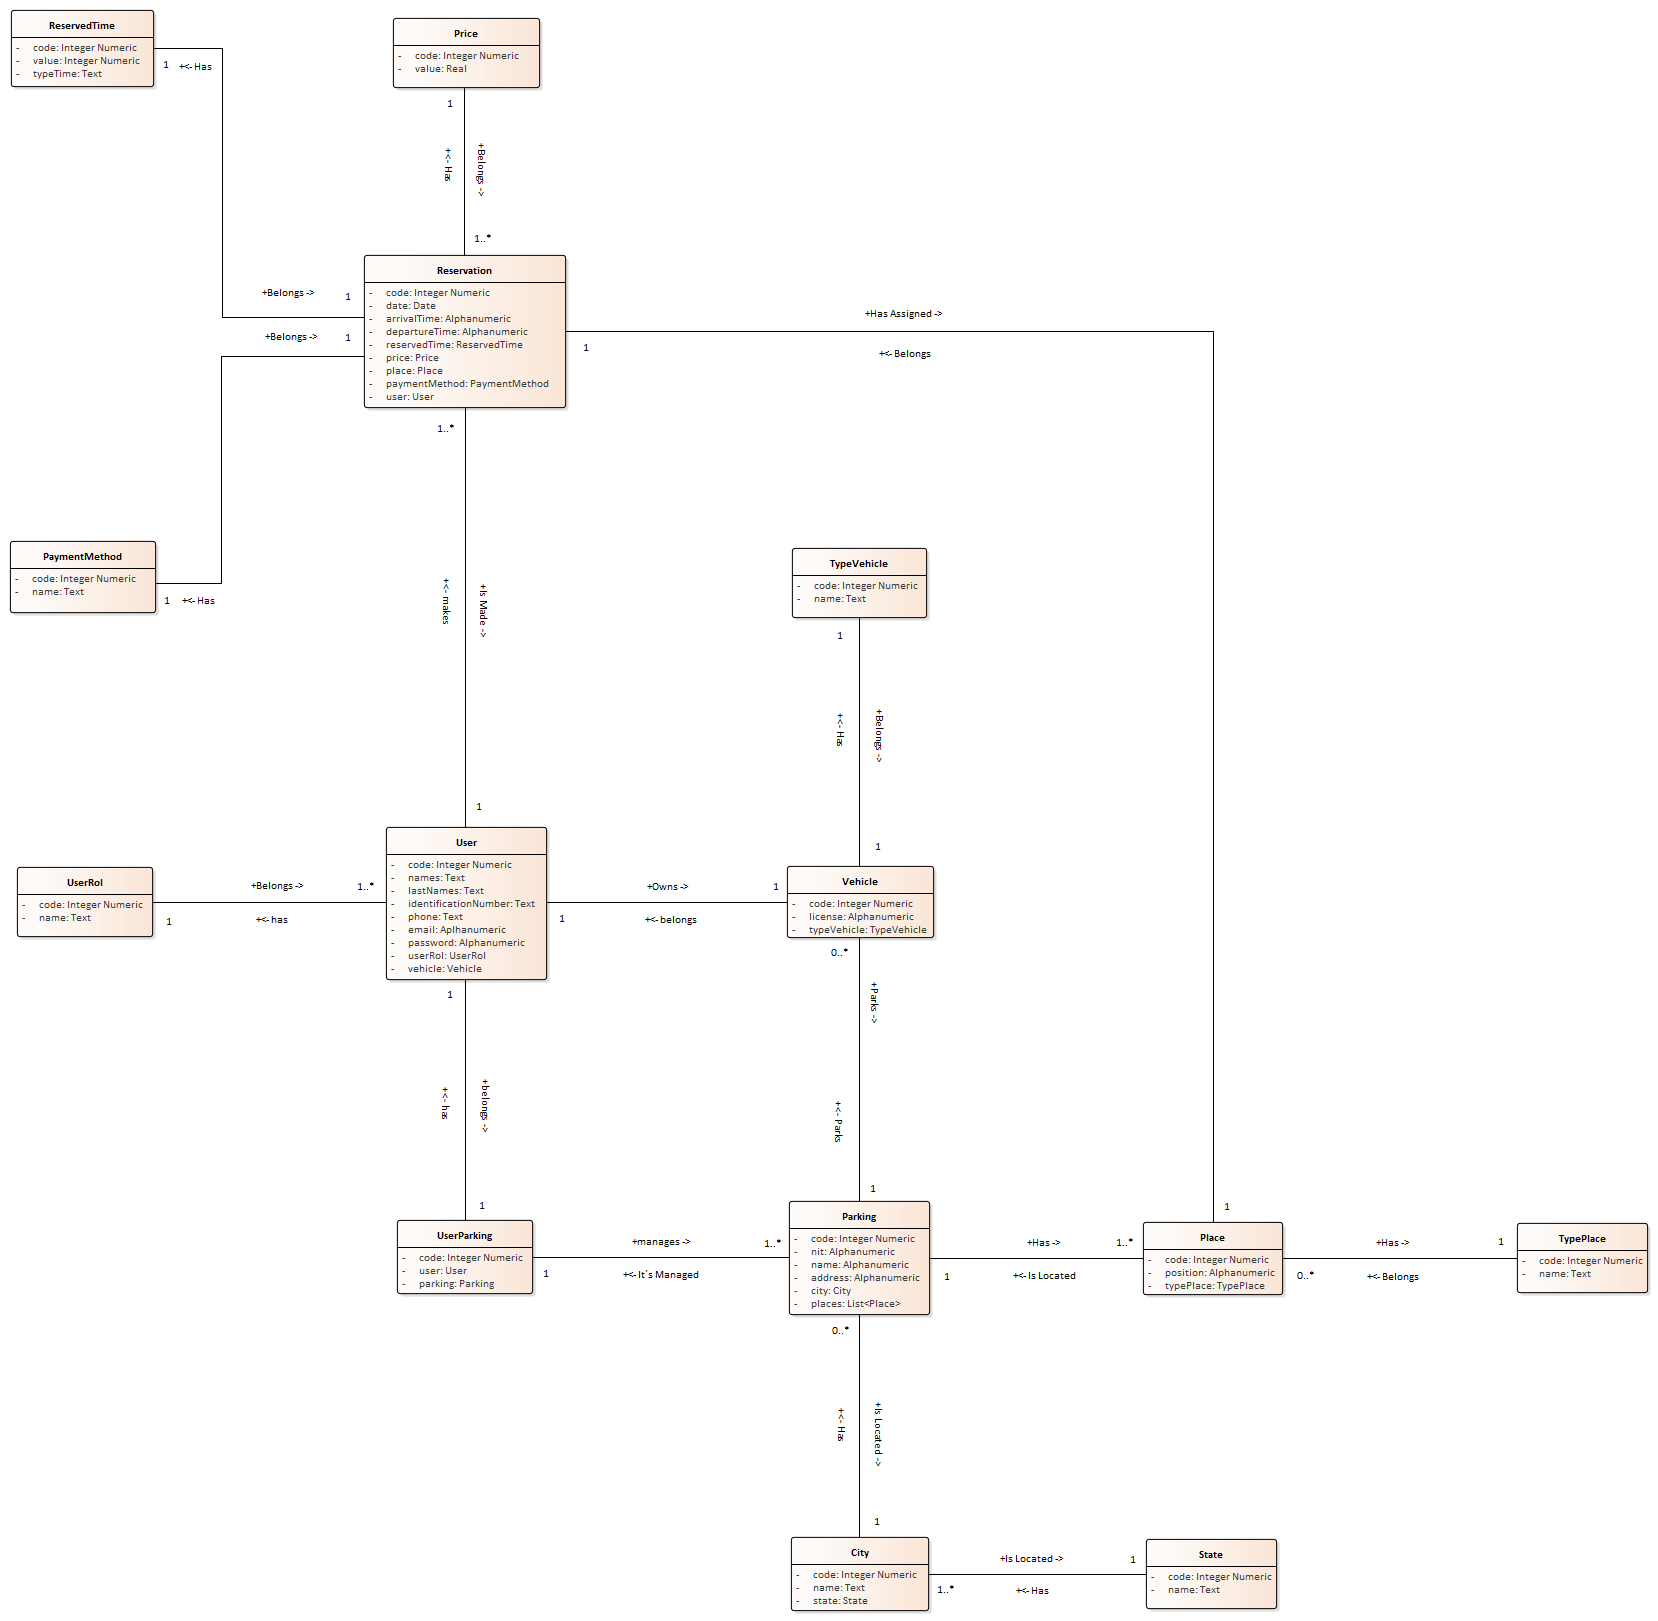 ReservedTime
- code: Integer Numeric
- value: Integer Numeric
- typeTime: Text
1 +<- Has
Price
- code: Integer Numeric
- value: Real
1
+<- Has
+Belongs ->
1..*
Reservation
- code: Integer Numeric
- date: Date
- arrivalTime: Alphanumeric
- departureTime: Alphanumeric
- reservedTime: ReservedTime
- price: Price
- place: Place
- paymentMethod: PaymentMethod
- user: User
+Belongs -> 1
+Belongs -> 1
+Has Assigned ->
1
+<- Belongs
1..*
PaymentMethod
- code: Integer Numeric
- name: Text
1 +<- Has
+<- makes
+Is Made ->
1
TypeVehicle
- code: Integer Numeric
- name: Text
1
+<- Has
+Belongs ->
1
UserRol
- code: Integer Numeric
- name: Text
+Belongs -> 1..*
1 +<- has
User
- code: Integer Numeric
- names: Text
- lastNames: Text
- identificationNumber: Text
- phone: Text
- email: Aplhanumeric
- password: Alphanumeric
- userRol: UserRol
- vehicle: Vehicle
+Owns -> 1
1 +<- belongs
Vehicle
- code: Integer Numeric
- license: Alphanumeric
- typeVehicle: TypeVehicle
0..*
+Parks ->
+<- Parks
1
1
+<- has
+belongs ->
1
UserParking
- code: Integer Numeric
- user: User
- parking: Parking
+manages -> 1..*
1 +<- It´s Managed
Parking
- code: Integer Numeric
- nit: Alphanumeric
- name: Alphanumeric
- address: Alphanumeric
- city: City
- places: List<Place>
+Has -> 1..*
1 +<- Is Located
1
Place
- code: Integer Numeric
- position: Alphanumeric
- typePlace: TypePlace
+Has -> 1
0..* +<- Belongs
TypePlace
- code: Integer Numeric
- name: Text
0..*
+<- Has
+Is Located ->
1
City
- code: Integer Numeric
- name: Text
- state: State
+Is Located -> 1
1..* +<- Has
State
- code: Integer Numeric
- name: Text